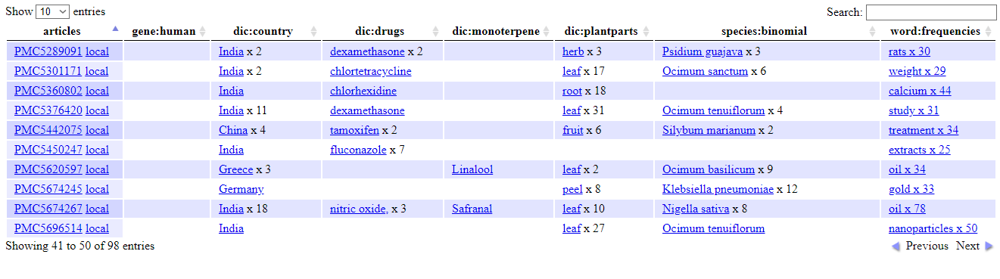 Show 10 entries Search:
articles gene:human dic:country dic:drugs dic:monoterpene dic:plantparts species:binomial word:frequencies
PMC5289091 local India x 2 dexamethasone x 2 herb x 3 Psidium guajava x 3 rats x 30
PMC5301171 local India x 2 chlortetracycline leaf x 17 Ocimum sanctum x 6 weight x 29
PMC5360802 local India chlorhexidine root x 18 calcium x 44
PMC5376420 local India x 11 dexamethasone leaf x 31 Ocimum tenuiflorum x 4 study x 31
PMC5442075 local China x 4 tamoxifen x 2 fruit x 6 Silybum marianum x 2 treatment x 34
PMC5450247 local India fluconazole x 7 extracts x 25
PMC5620597 local Greece x 3 Linalool leaf x 2 Ocimum basilicum x 9 oil x 34
PMC5674245 local Germany peel x 8 Klebsiella pneumoniae x 12 gold x 33
PMC5674267 local India x 18 nitric oxide, x 3 Safranal leaf x 10 Nigella sativa x 8 oil x 78
PMC5696514 local India leaf x 27 Ocimum tenuiflorum nanoparticles x 50
Showing 41 to 50 of 98 entries Previous Next